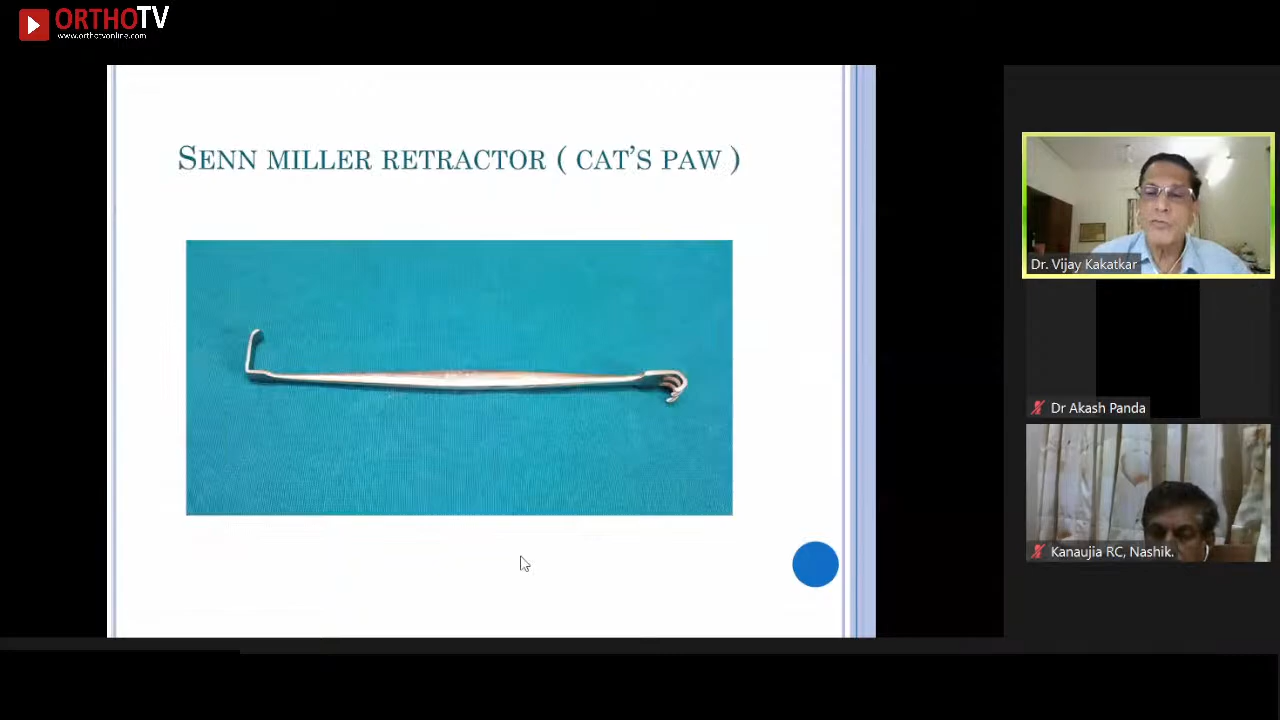 ORTHOTV
www.orthotvonline.com
SENN MILLER RETRACTOR ( CAT'S PAW )
Dr. Vijay Kakatkar
Dr Akash Panda
Kanaujia RC, Nashik.